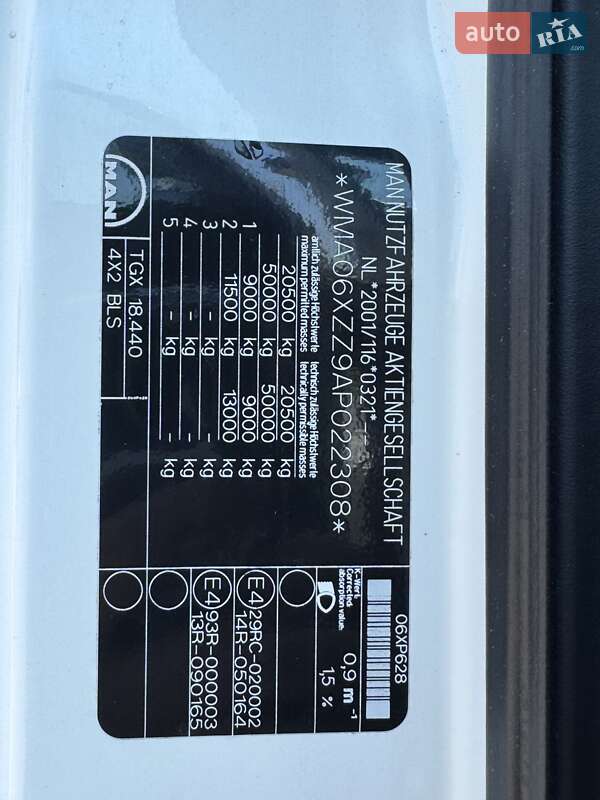 auto RIA.com
MAN NUTZFAHRZEUGE AKTIENGESELLSCHAFT
NL*2001/116*0321*
*WMA06XZZ9AP022308*
amtlich zulässige Höchstwerte technisch zulässige Höchstwerte
maximum permitted masses technically permissible masses
20500 kg 20500 kg
50000 kg 50000 kg
1 9000 kg 9000 kg
2 11500 kg 13000 kg
3 - kg - kg
4 - kg - kg
5 - kg - kg
MAN
TGX 18.440
4X2 BLS
06XP628
K-Wert:
Corrected
absorption value:
0,9 m⁻¹
1,5 %
E4 29RC-020002
14R-050164
E4 93R-000003
13R-090165